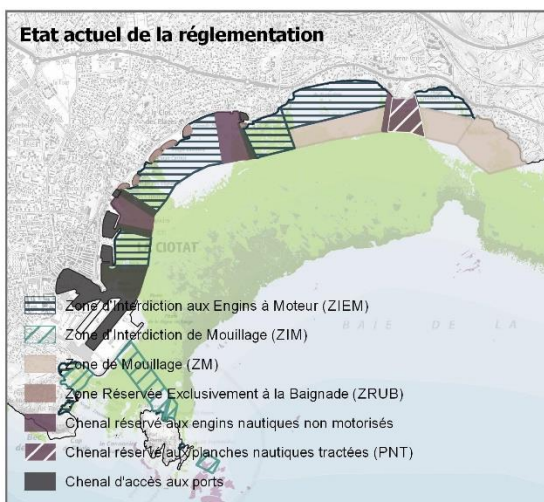 Etat actuel de la réglementation
LA CIOTAT
Zone d'Interdiction aux Engins à Moteur (ZIEM)
Zone d'Interdiction de Mouillage (ZIM)
BAIE DE LA
Zone de Mouillage (ZM)
Zone Réservée Exclusivement à la Baignade (ZRUB)
Chenal réservé aux engins nautiques non motorisés
Chenal réservé aux planches nautiques tractées (PNT)
Chenal d'accès aux ports